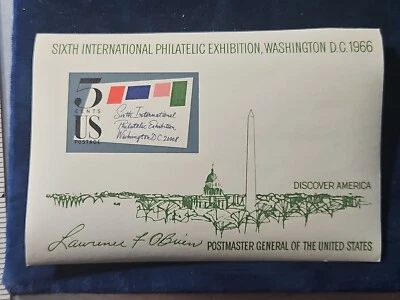 SIXTH INTERNATIONAL PHILATELIC EXHIBITION, WASHINGTON D.C. 1966
5
CENTS
US
POSTAGE
Sixth International
Philatelic Exhibition
Washington D.C. 20008
DISCOVER AMERICA
Lawrence F O'Brien
POSTMASTER GENERAL OF THE UNITED STATES